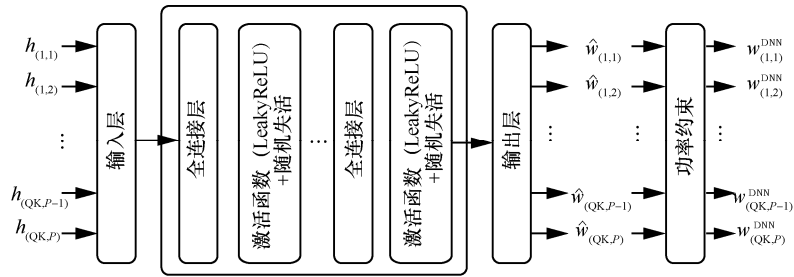 h(1,1)
h(1,2)
⋮
h(QK,P−1)
h(QK,P)
输入层
全连接层
激活函数（LeakyReLU）
+随机失活
…
全连接层
激活函数（LeakyReLU）
+随机失活
输出层
ŵ(1,1)
ŵ(1,2)
⋮
⋮
ŵ(QK,P−1)
ŵ(QK,P)
功率约束
w(1,1)DNN
w(1,2)DNN
⋮
w(QK,P−1)DNN
w(QK,P)DNN